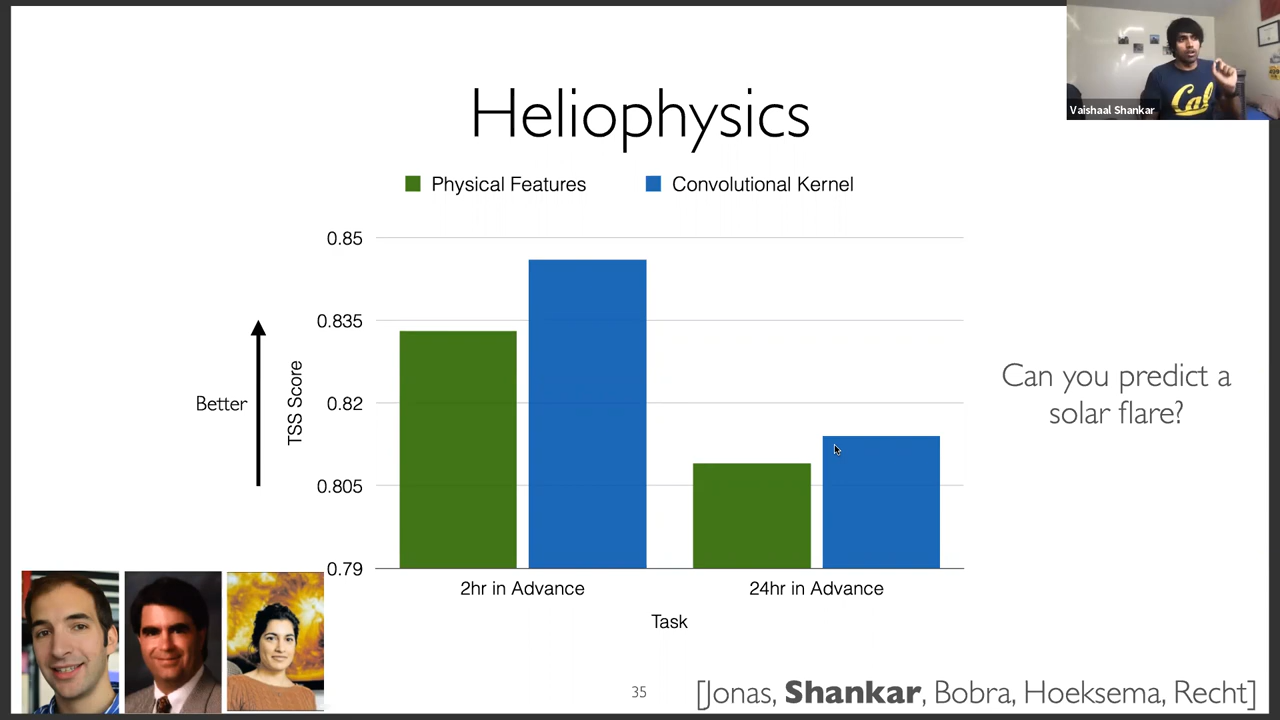 Heliophysics
Cal
Vaishaal Shankar
Physical Features
Convolutional Kernel
0.85
0.835
0.82
0.805
0.79
Better
TSS Score
2hr in Advance
24hr in Advance
Task
Can you predict a
solar flare?
35
[Jonas, Shankar, Bobra, Hoeksema, Recht]